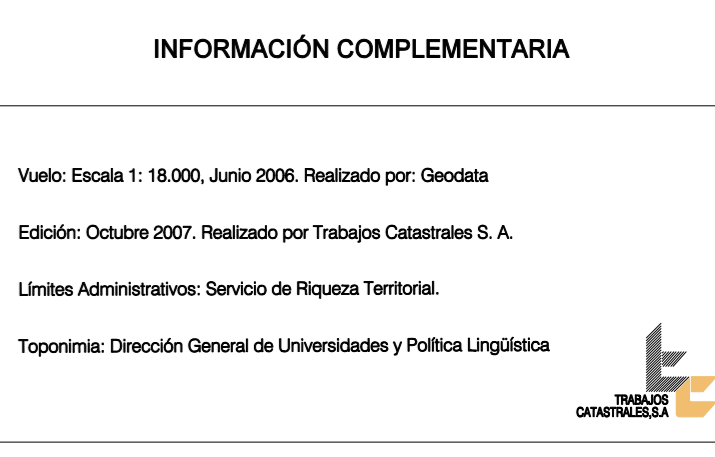 INFORMACIÓN COMPLEMENTARIA
Vuelo: Escala 1: 18.000, Junio 2006. Realizado por: Geodata
Edición: Octubre 2007. Realizado por Trabajos Catastrales S. A.
Límites Administrativos: Servicio de Riqueza Territorial.
Toponimia: Dirección General de Universidades y Política Lingüística
TRABAJOS
CATASTRALES,S.A